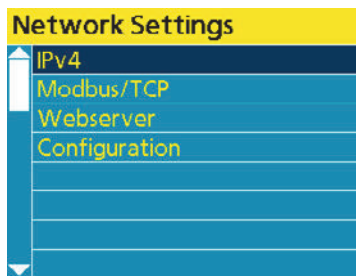 Network Settings
IPv4
Modbus/TCP
Webserver
Configuration